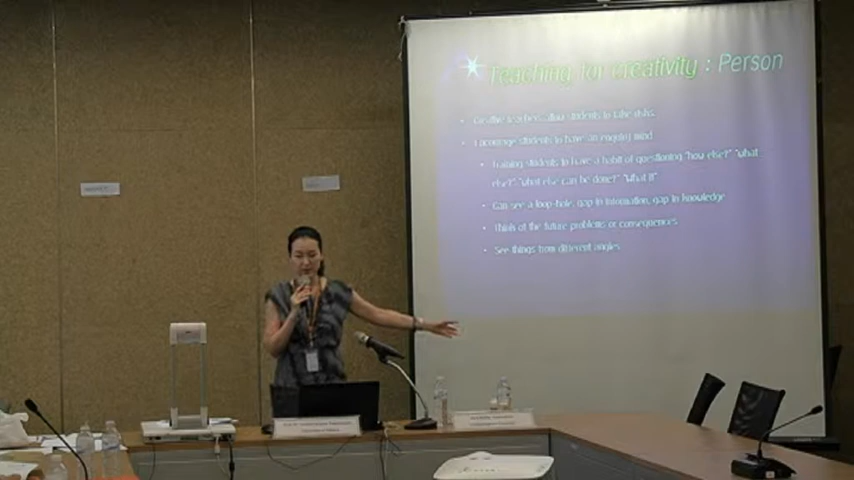 Teaching for creativity : Person
• Creative teachers allow students to take risks.
• Encourage students to have an enquiry mind
• Training students to have a habit of questioning "how else?" "what
else?" "what else can be done?" "what if"
• Can see a loop-hole, gap in information, gap in knowledge
• Think of the future problems or consequences
• See things from different angles